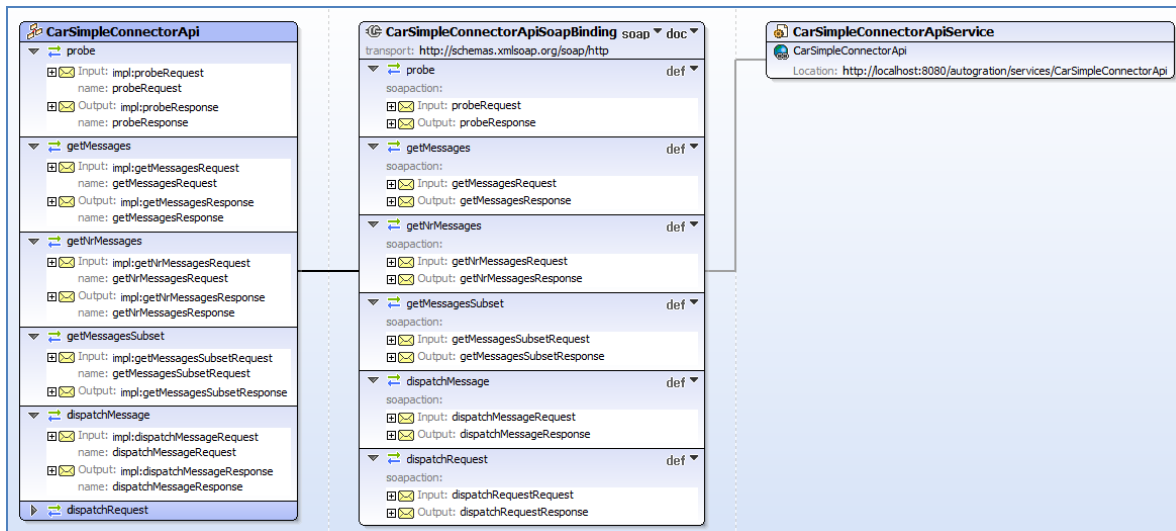 CarSimpleConnectorApi
probe
Input: impl:probeRequest
name: probeRequest
Output: impl:probeResponse
name: probeResponse
getMessages
Input: impl:getMessagesRequest
name: getMessagesRequest
Output: impl:getMessagesResponse
name: getMessagesResponse
getNrMessages
Input: impl:getNrMessagesRequest
name: getNrMessagesRequest
Output: impl:getNrMessagesResponse
name: getNrMessagesResponse
getMessagesSubset
Input: impl:getMessagesSubsetRequest
name: getMessagesSubsetRequest
Output: impl:getMessagesSubsetResponse
dispatchMessage
Input: impl:dispatchMessageRequest
name: dispatchMessageRequest
Output: impl:dispatchMessageResponse
name: dispatchMessageResponse
dispatchRequest
CarSimpleConnectorApiSoapBinding soap doc
transport: http://schemas.xmlsoap.org/soap/http
probe def
soapaction:
Input: probeRequest
Output: probeResponse
getMessages def
soapaction:
Input: getMessagesRequest
Output: getMessagesResponse
getNrMessages def
soapaction:
Input: getNrMessagesRequest
Output: getNrMessagesResponse
getMessagesSubset def
soapaction:
Input: getMessagesSubsetRequest
Output: getMessagesSubsetResponse
dispatchMessage def
soapaction:
Input: dispatchMessageRequest
Output: dispatchMessageResponse
dispatchRequest def
soapaction:
Input: dispatchRequestRequest
Output: dispatchRequestResponse
CarSimpleConnectorApiService
CarSimpleConnectorApi
Location: http://localhost:8080/autogration/services/CarSimpleConnectorApi